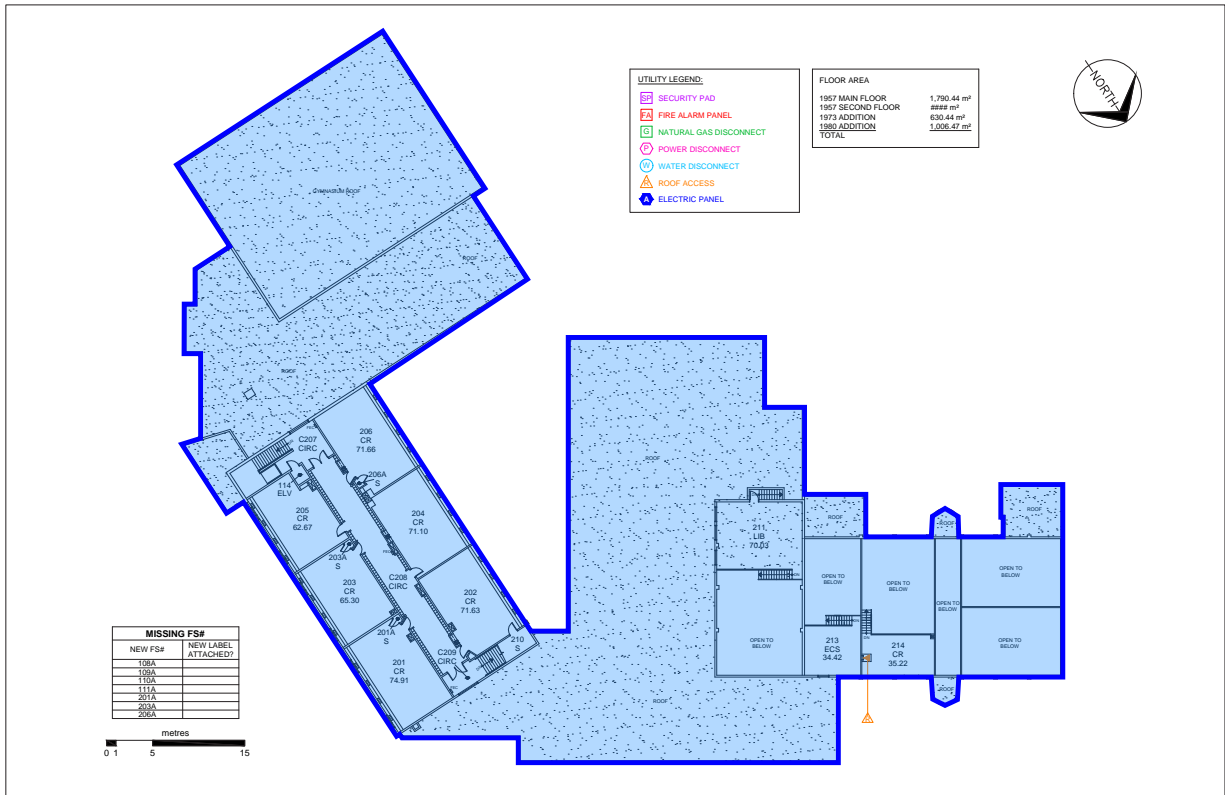 UTILITY LEGEND:
SP SECURITY PAD
FA FIRE ALARM PANEL
G NATURAL GAS DISCONNECT
P POWER DISCONNECT
W WATER DISCONNECT
R ROOF ACCESS
A ELECTRIC PANEL
FLOOR AREA
1957 MAIN FLOOR 1,790.44 m²
1957 SECOND FLOOR #### m²
1973 ADDITION 630.44 m²
1980 ADDITION 1,006.47 m²
TOTAL
NORTH
GYMNASIUM ROOF
ROOF
ROOF
C207
CIRC
206
CR
71.66
206A
S
114
ELV
205
CR
62.67
204
CR
71.10
203A
S
203
CR
65.30
C208
CIRC
202
CR
71.63
201A
S
201
CR
74.91
C209
CIRC
210
S
REC
ROOF
ROOF
211
LIB
70.03
ROOF
ROOF
ROOF
OPEN TO
BELOW
OPEN TO
BELOW
OPEN TO
BELOW
OPEN TO
BELOW
OPEN TO
BELOW
OPEN TO
BELOW
213
ECS
34.42
DN
214
CR
35.22
ROOF
R
MISSING FS#
NEW FS# NEW LABEL
ATTACHED?
108A
109A
110A
111A
201A
203A
206A
metres
0 1 5 15